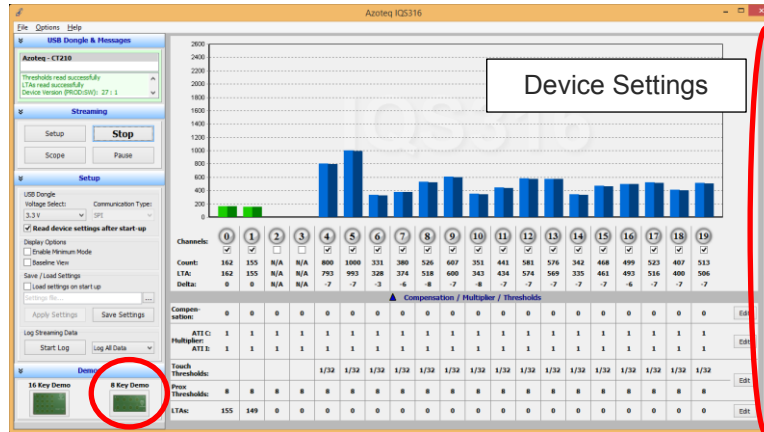 Azoteq IQS316
File Options Help
USB Dongle & Messages
Azoteq - CT210
Thresholds read successfully
LTAs read successfully
Device Version (PROD:SW): 27 : 1
Streaming
Setup Stop
Scope Pause
Setup
USB Dongle
Voltage Select: Communication Type:
3.3 V SPI
Read device settings after start-up
Display Options
Enable Minimum Mode
Baseline View
Save / Load Settings
Load settings on start up
Settings file... ...
Apply Settings Save Settings
Log Streaming Data
Start Log Log All Data
Demos
16 Key Demo 8 Key Demo
Device Settings
IQS316
2600
2400
2200
2000
1800
1600
1400
1200
1000
800
600
400
200
0
Channels: 0 1 2 3 4 5 6 7 8 9 10 11 12 13 14 15 16 17 18 19
Count: 162 155 N/A N/A 800 1000 331 380 526 607 351 441 581 576 342 468 499 523 407 513
LTA: 162 155 N/A N/A 793 993 328 374 518 600 343 434 574 569 335 461 493 516 400 506
Delta: 0 0 N/A N/A -7 -7 -3 -6 -8 -7 -8 -7 -7 -7 -7 -7 -6 -7 -7 -7
Compensation / Multiplier / Thresholds
Compen-
sation: 0 0 0 0 0 0 0 0 0 0 0 0 0 0 0 0 0 0 0 0 Edit
ATI C: 1 1 1 1 1 1 1 1 1 1 1 1 1 1 1 1 1 1 1 1
Multiplier: Edit
ATI I: 1 1 1 1 1 1 1 1 1 1 1 1 1 1 1 1 1 1 1 1
Touch
Thresholds: 1/32 1/32 1/32 1/32 1/32 1/32 1/32 1/32 1/32 1/32 1/32 1/32 1/32 1/32 1/32 1/32
Edit
Prox
Thresholds: 8 8 8 8 8 8 8 8 8 8 8 8 8 8 8 8 8 8 8 8
LTAs: 155 149 0 0 0 0 0 0 0 0 0 0 0 0 0 0 0 0 0 0 Edit